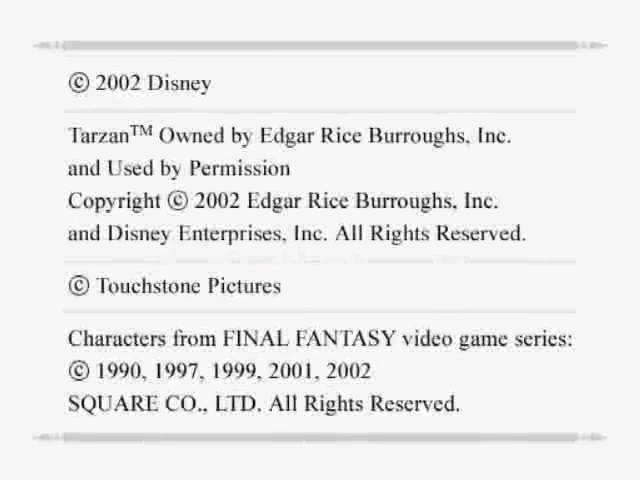 © 2002 Disney
Tarzan™ Owned by Edgar Rice Burroughs, Inc.
and Used by Permission
Copyright © 2002 Edgar Rice Burroughs, Inc.
and Disney Enterprises, Inc. All Rights Reserved.
© Touchstone Pictures
Characters from FINAL FANTASY video game series:
© 1990, 1997, 1999, 2001, 2002
SQUARE CO., LTD. All Rights Reserved.